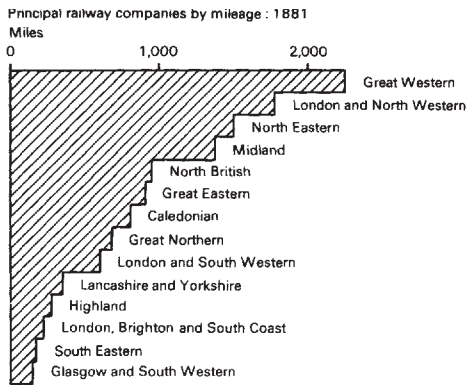 Principal railway companies by mileage : 1881
Miles
0 1,000 2,000
Great Western
London and North Western
North Eastern
Midland
North British
Great Eastern
Caledonian
Great Northern
London and South Western
Lancashire and Yorkshire
Highland
London, Brighton and South Coast
South Eastern
Glasgow and South Western